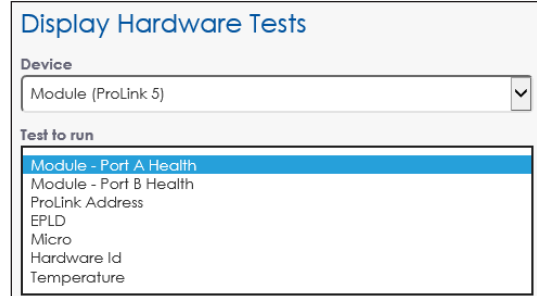 Display Hardware Tests
Device
Module (ProLink 5)
Test to run
Module - Port A Health
Module - Port B Health
ProLink Address
EPLD
Micro
Hardware Id
Temperature